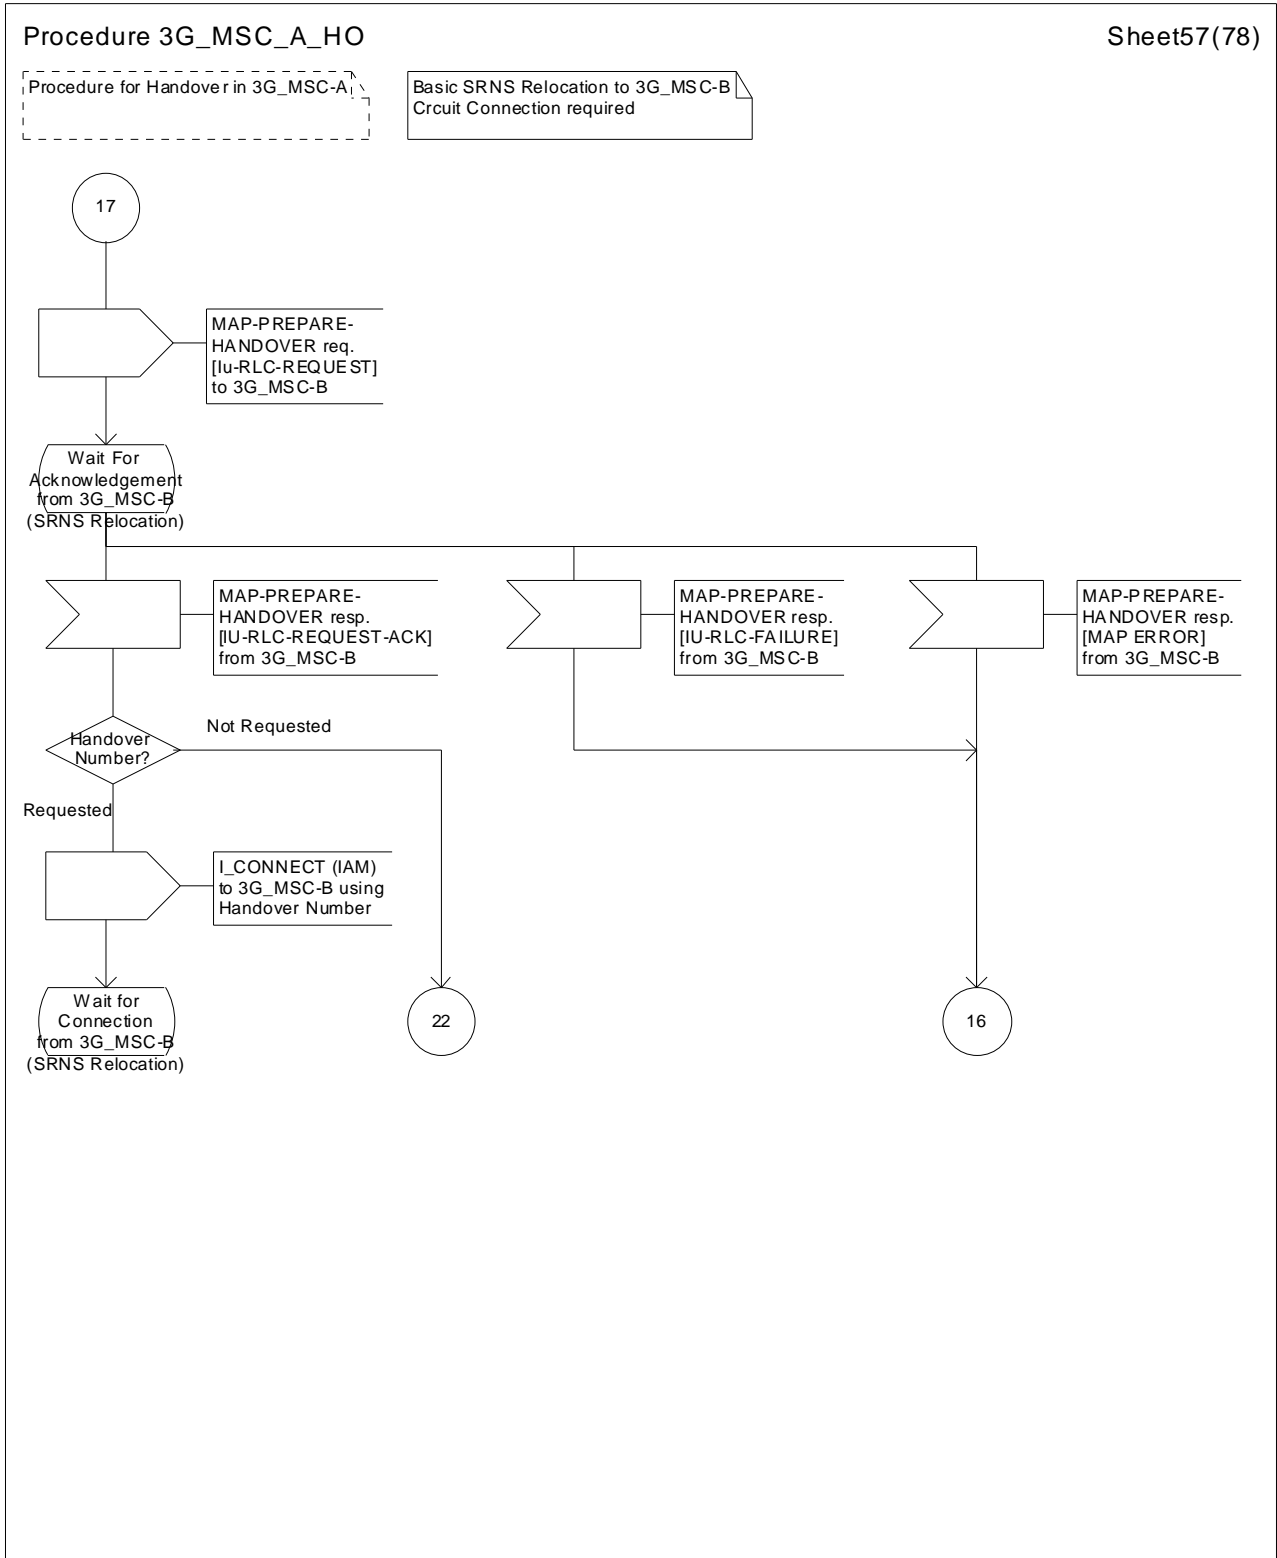 Procedure 3G_MSC_A_HO
Sheet57(78)
Procedure for Handover in 3G_MSC-A
Basic SRNS Relocation to 3G_MSC-B
Crcuit Connection required
17
MAP-PREPARE-
HANDOVER req.
[Iu-RLC-REQUEST]
to 3G_MSC-B
Wait For
Acknowledgement
from 3G_MSC-B
(SRNS Relocation)
MAP-PREPARE-
HANDOVER resp.
[IU-RLC-REQUEST-ACK]
from 3G_MSC-B
MAP-PREPARE-
HANDOVER resp.
[IU-RLC-FAILURE]
from 3G_MSC-B
MAP-PREPARE-
HANDOVER resp.
[MAP ERROR]
from 3G_MSC-B
Handover
Number?
Not Requested
Requested
I_CONNECT (IAM)
to 3G_MSC-B using
Handover Number
Wait for
Connection
from 3G_MSC-B
(SRNS Relocation)
22
16